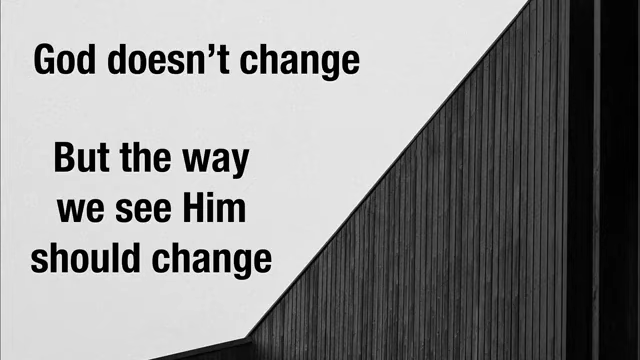 God doesn’t change
But the way
we see Him
should change